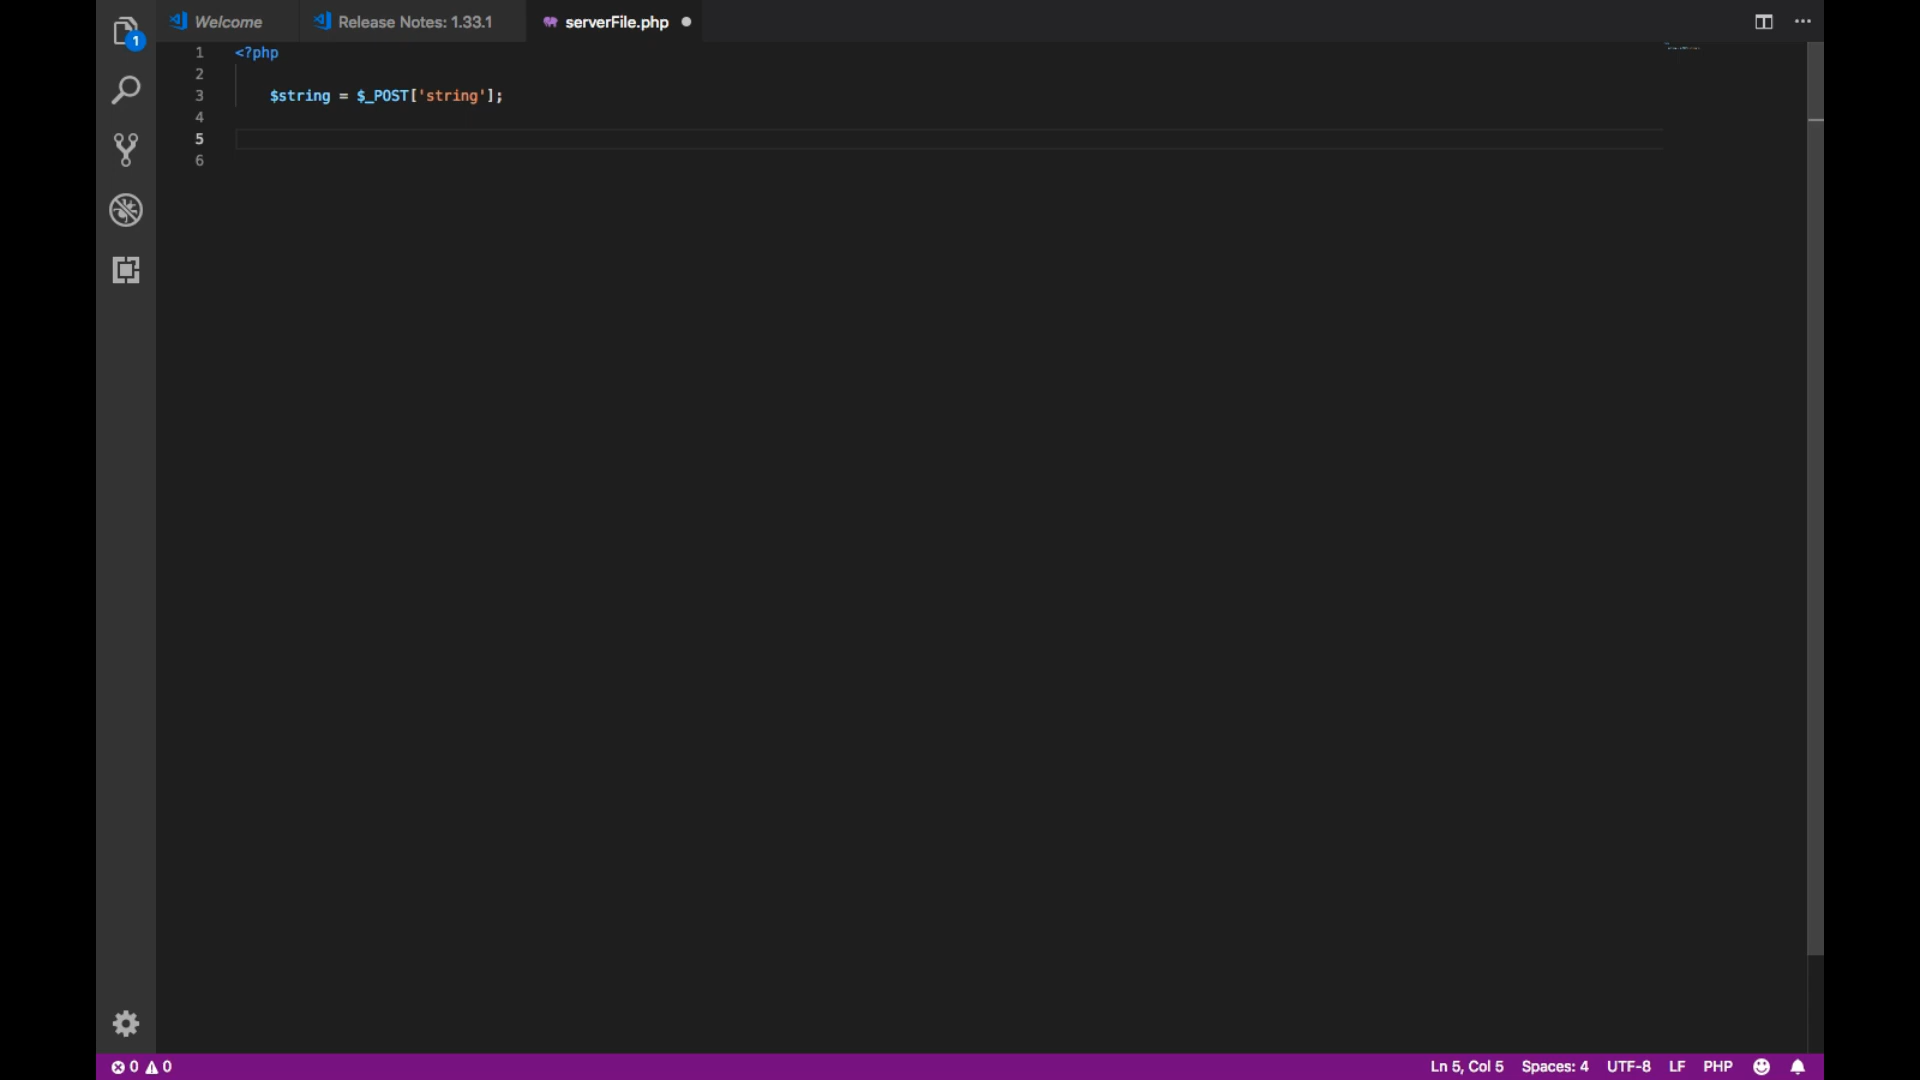 1
Welcome
Release Notes: 1.33.1
serverFile.php
1 <?php
2
3 $string = $_POST['string'];
4
5
6
0 0
Ln 5, Col 5 Spaces: 4 UTF-8 LF PHP